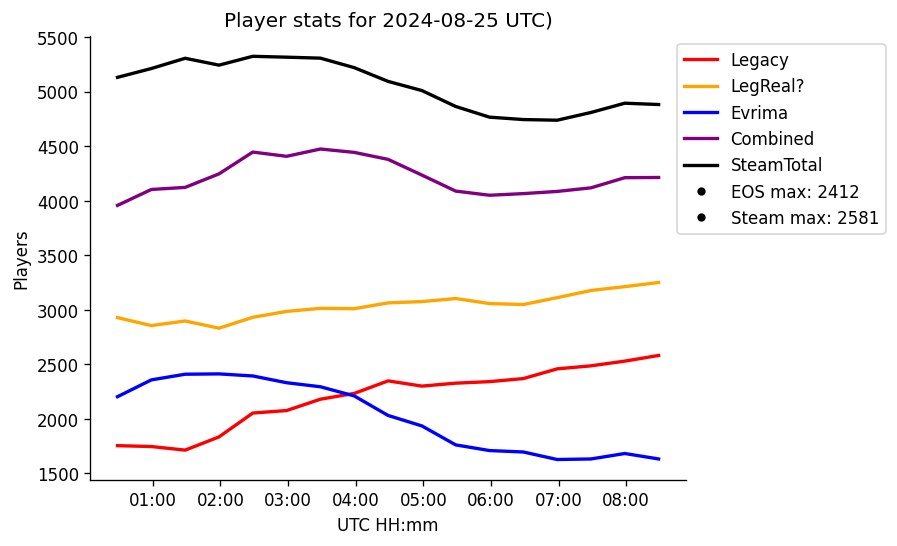 Player stats for 2024-08-25 UTC)
5500
5000
4500
4000
3500
3000
2500
2000
1500
Players
01:00 02:00 03:00 04:00 05:00 06:00 07:00 08:00
UTC HH:mm
Legacy
LegReal?
Evrima
Combined
SteamTotal
EOS max: 2412
Steam max: 2581